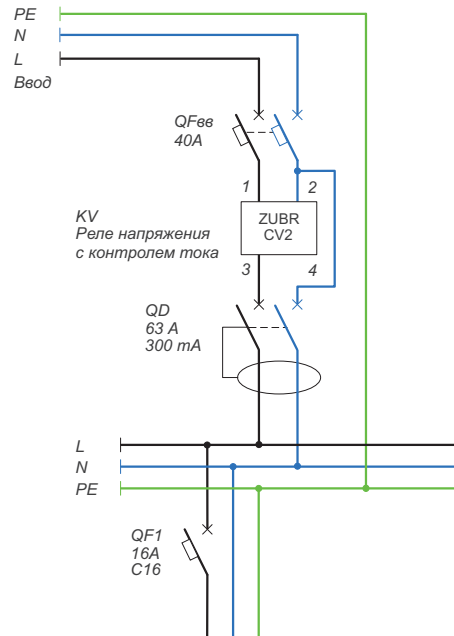 PE
N
L
Ввод
QFвв
40A
1
2
KV
Реле напряжения
с контролем тока
ZUBR
CV2
3
4
QD
63 A
300 mA
L
N
PE
QF1
16A
C16